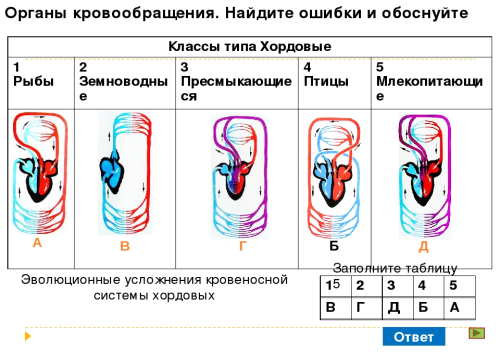 Органы кровообращения. Найдите ошибки и обоснуйте
Классы типа Хордовые
1
Рыбы
2
Земноводны
е
3
Пресмыкающие
ся
4
Птицы
5
Млекопитающи
е
А
В
Г
Б
Д
Эволюционные усложнения кровеносной
системы хордовых
Заполните таблицу
15 2 3 4 5
В Г Д Б А
Ответ